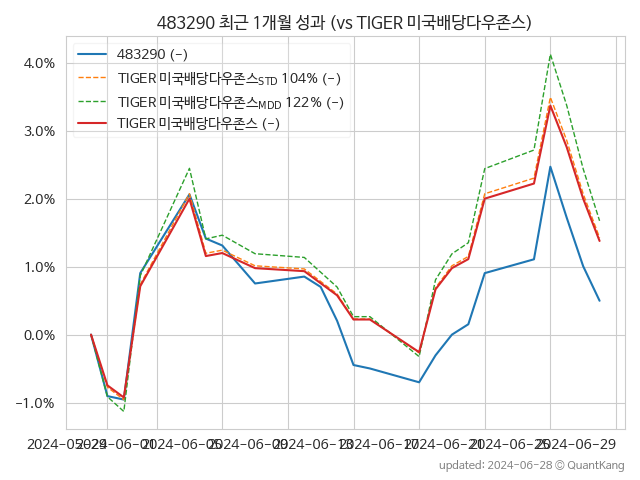 483290 최근 1개월 성과 (vs TIGER 미국배당다우존스)
483290 (-)
TIGER 미국배당다우존스STD 104% (-)
TIGER 미국배당다우존스MDD 122% (-)
TIGER 미국배당다우존스 (-)
4.0%
3.0%
2.0%
1.0%
0.0%
−1.0%
2024-05-29 2024-06-01 2024-06-05 2024-06-09 2024-06-13 2024-06-17 2024-06-21 2024-06-25 2024-06-29
updated: 2024-06-28 © QuantKang